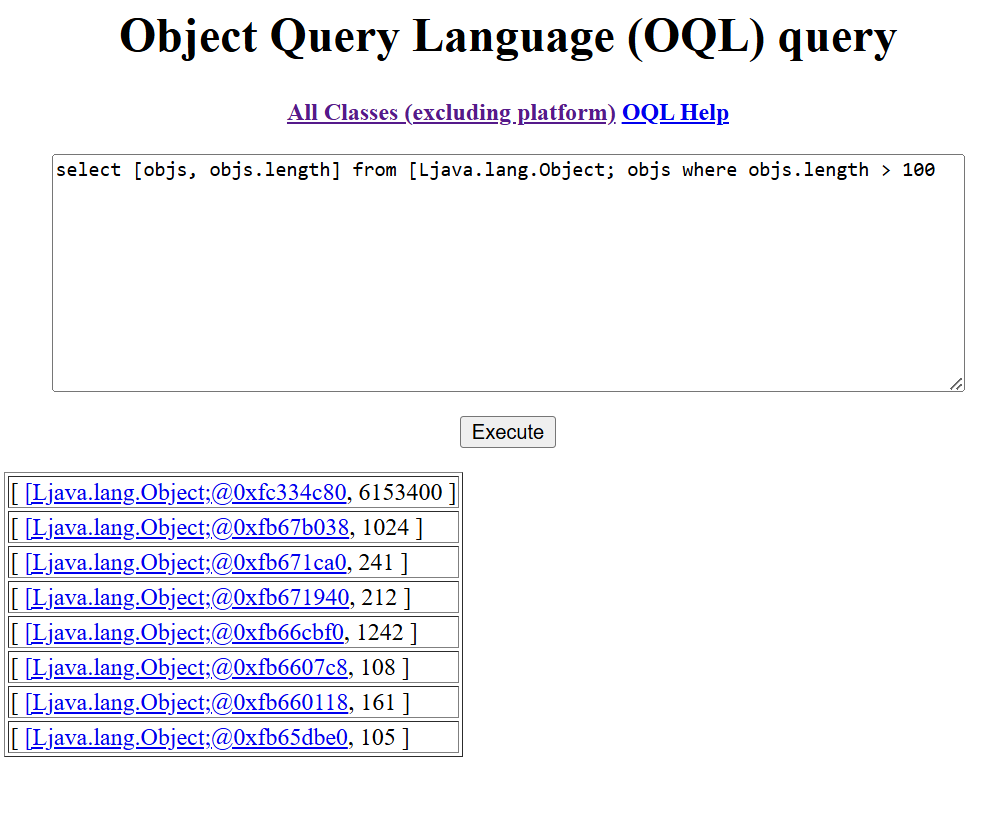 Object Query Language (OQL) query
All Classes (excluding platform) OQL Help
select [objs, objs.length] from [Ljava.lang.Object; objs where objs.length > 100
Execute
[ [Ljava.lang.Object;@0xfc334c80, 6153400 ]
[ [Ljava.lang.Object;@0xfb67b038, 1024 ]
[ [Ljava.lang.Object;@0xfb671ca0, 241 ]
[ [Ljava.lang.Object;@0xfb671940, 212 ]
[ [Ljava.lang.Object;@0xfb66cbf0, 1242 ]
[ [Ljava.lang.Object;@0xfb6607c8, 108 ]
[ [Ljava.lang.Object;@0xfb660118, 161 ]
[ [Ljava.lang.Object;@0xfb65dbe0, 105 ]